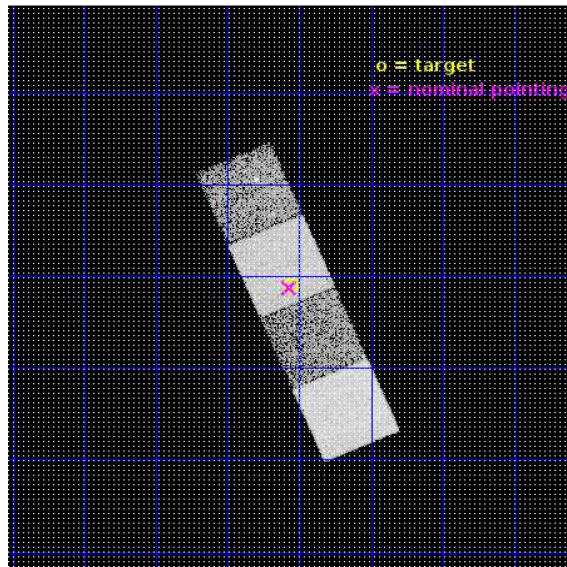 o = target
x = nominal pointing